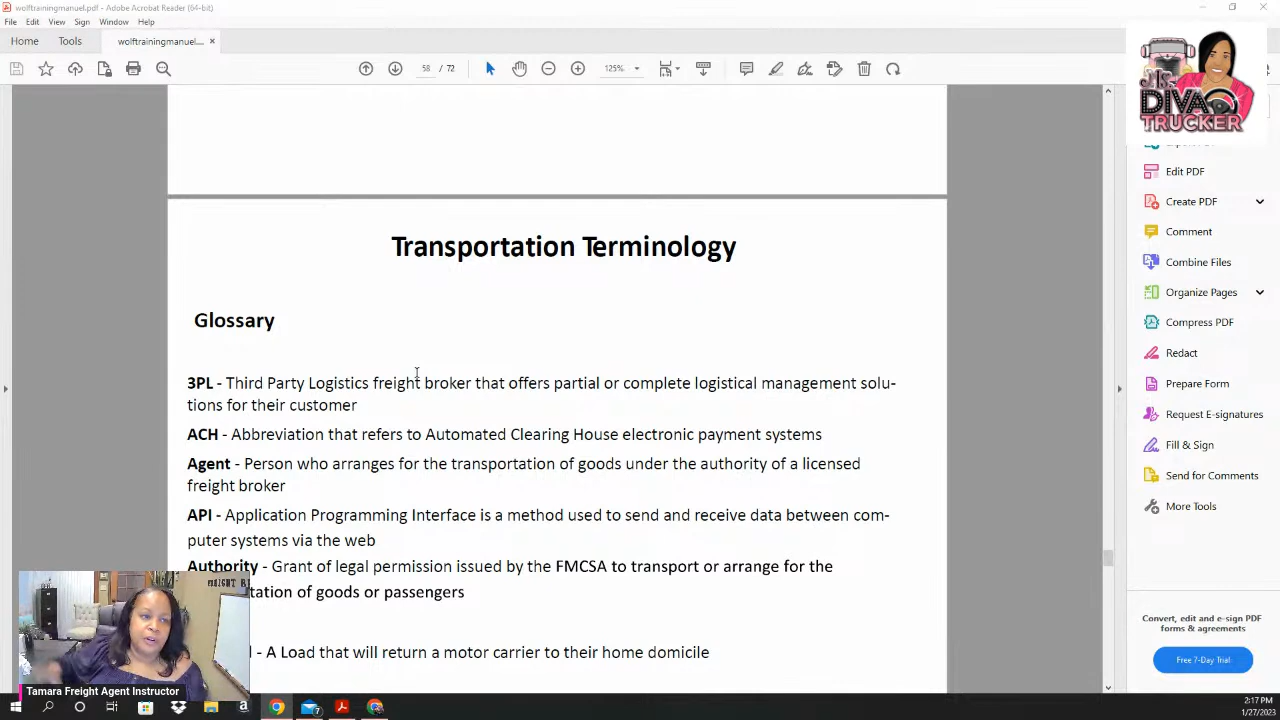 wolftrainingmanuel.pdf - Adobe Acrobat Reader (64-bit)
File Edit View Sign Window Help
Home Tools wolftrainingmanuel...
58 125%
Ms.
DIVA
TRUCKER
Edit PDF
Create PDF
Comment
Combine Files
Organize Pages
Compress PDF
Redact
Prepare Form
Request E-signatures
Fill & Sign
Send for Comments
More Tools
Convert, edit and e-sign PDF
forms & agreements
Free 7-Day Trial
Transportation Terminology
Glossary
3PL - Third Party Logistics freight broker that offers partial or complete logistical management solu-
tions for their customer
ACH - Abbreviation that refers to Automated Clearing House electronic payment systems
Agent - Person who arranges for the transportation of goods under the authority of a licensed
freight broker
API - Application Programming Interface is a method used to send and receive data between com-
puter systems via the web
Authority - Grant of legal permission issued by the FMCSA to transport or arrange for the
tation of goods or passengers
- A Load that will return a motor carrier to their home domicile
Tamara Freight Agent Instructor
2:17 PM
1/27/2023